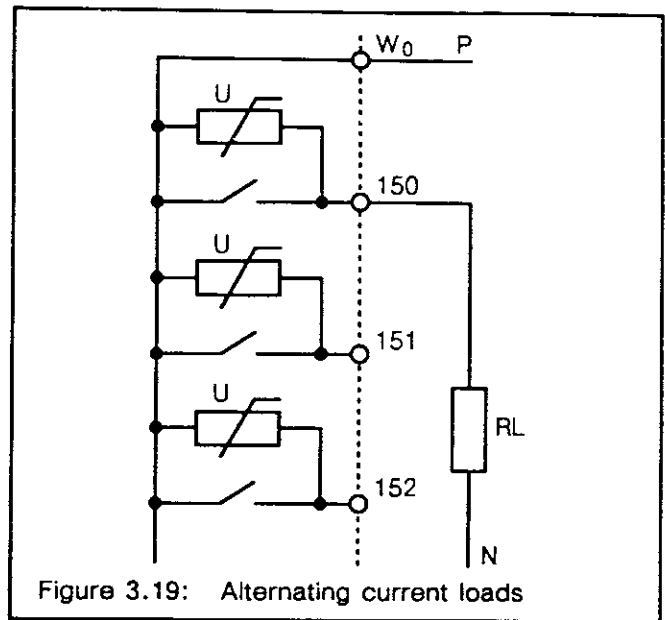 W₀ P
U
150
U
151
U
152
RL
N
Figure 3.19: Alternating current loads